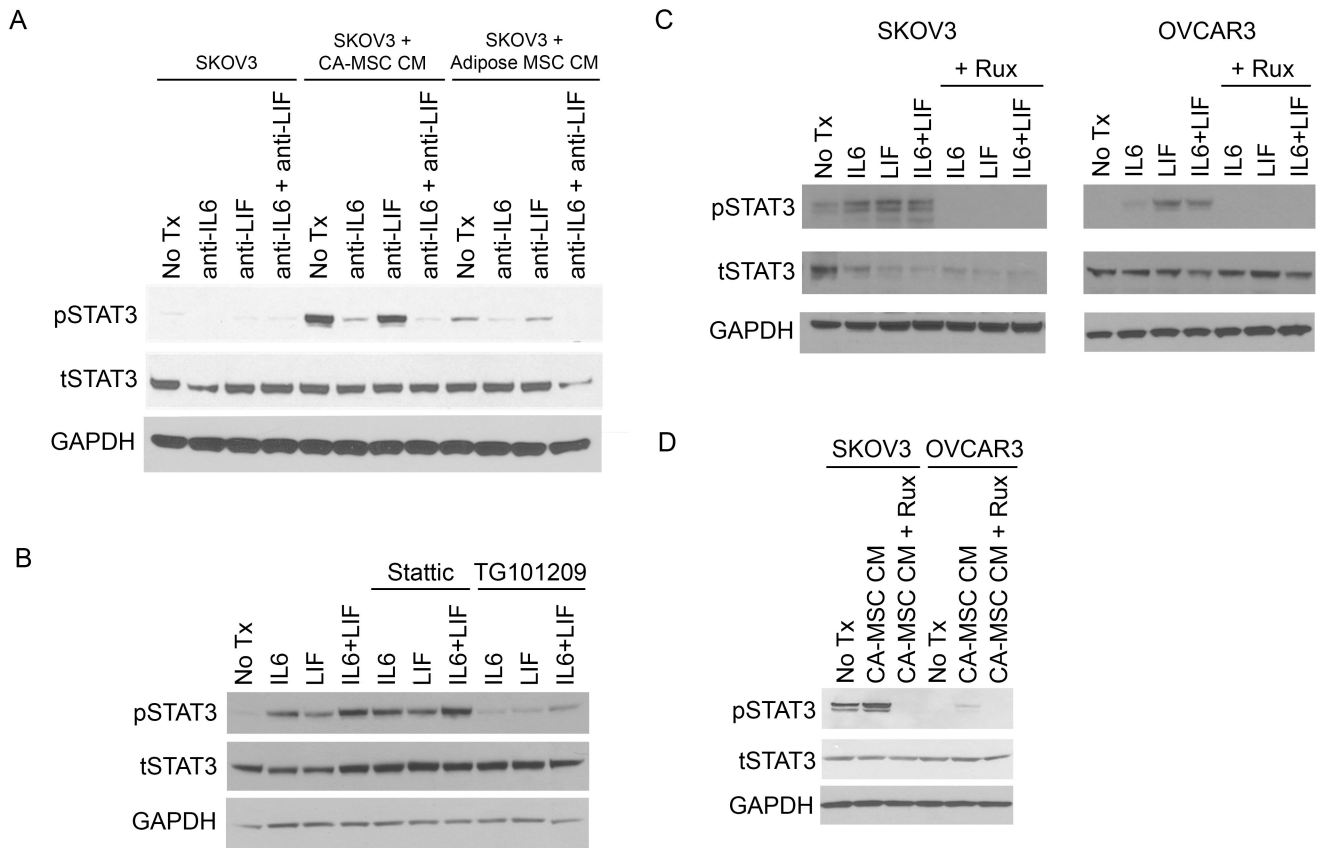 A
SKOV3
SKOV3 +
CA-MSC CM
SKOV3 +
Adipose MSC CM
No Tx
anti-IL6
anti-LIF
anti-IL6 + anti-LIF
No Tx
anti-IL6
anti-LIF
anti-IL6 + anti-LIF
No Tx
anti-IL6
anti-LIF
anti-IL6 + anti-LIF
pSTAT3
tSTAT3
GAPDH
B
Stattic
TG101209
No Tx
IL6
LIF
IL6+LIF
IL6
LIF
IL6+LIF
IL6
LIF
IL6+LIF
pSTAT3
tSTAT3
GAPDH
C
SKOV3
OVCAR3
+ Rux
+ Rux
No Tx
IL6
LIF
IL6+LIF
IL6
LIF
IL6+LIF
No Tx
IL6
LIF
IL6+LIF
IL6
LIF
IL6+LIF
pSTAT3
tSTAT3
GAPDH
D
SKOV3
OVCAR3
No Tx
CA-MSC CM
CA-MSC CM + Rux
No Tx
CA-MSC CM
CA-MSC CM + Rux
pSTAT3
tSTAT3
GAPDH